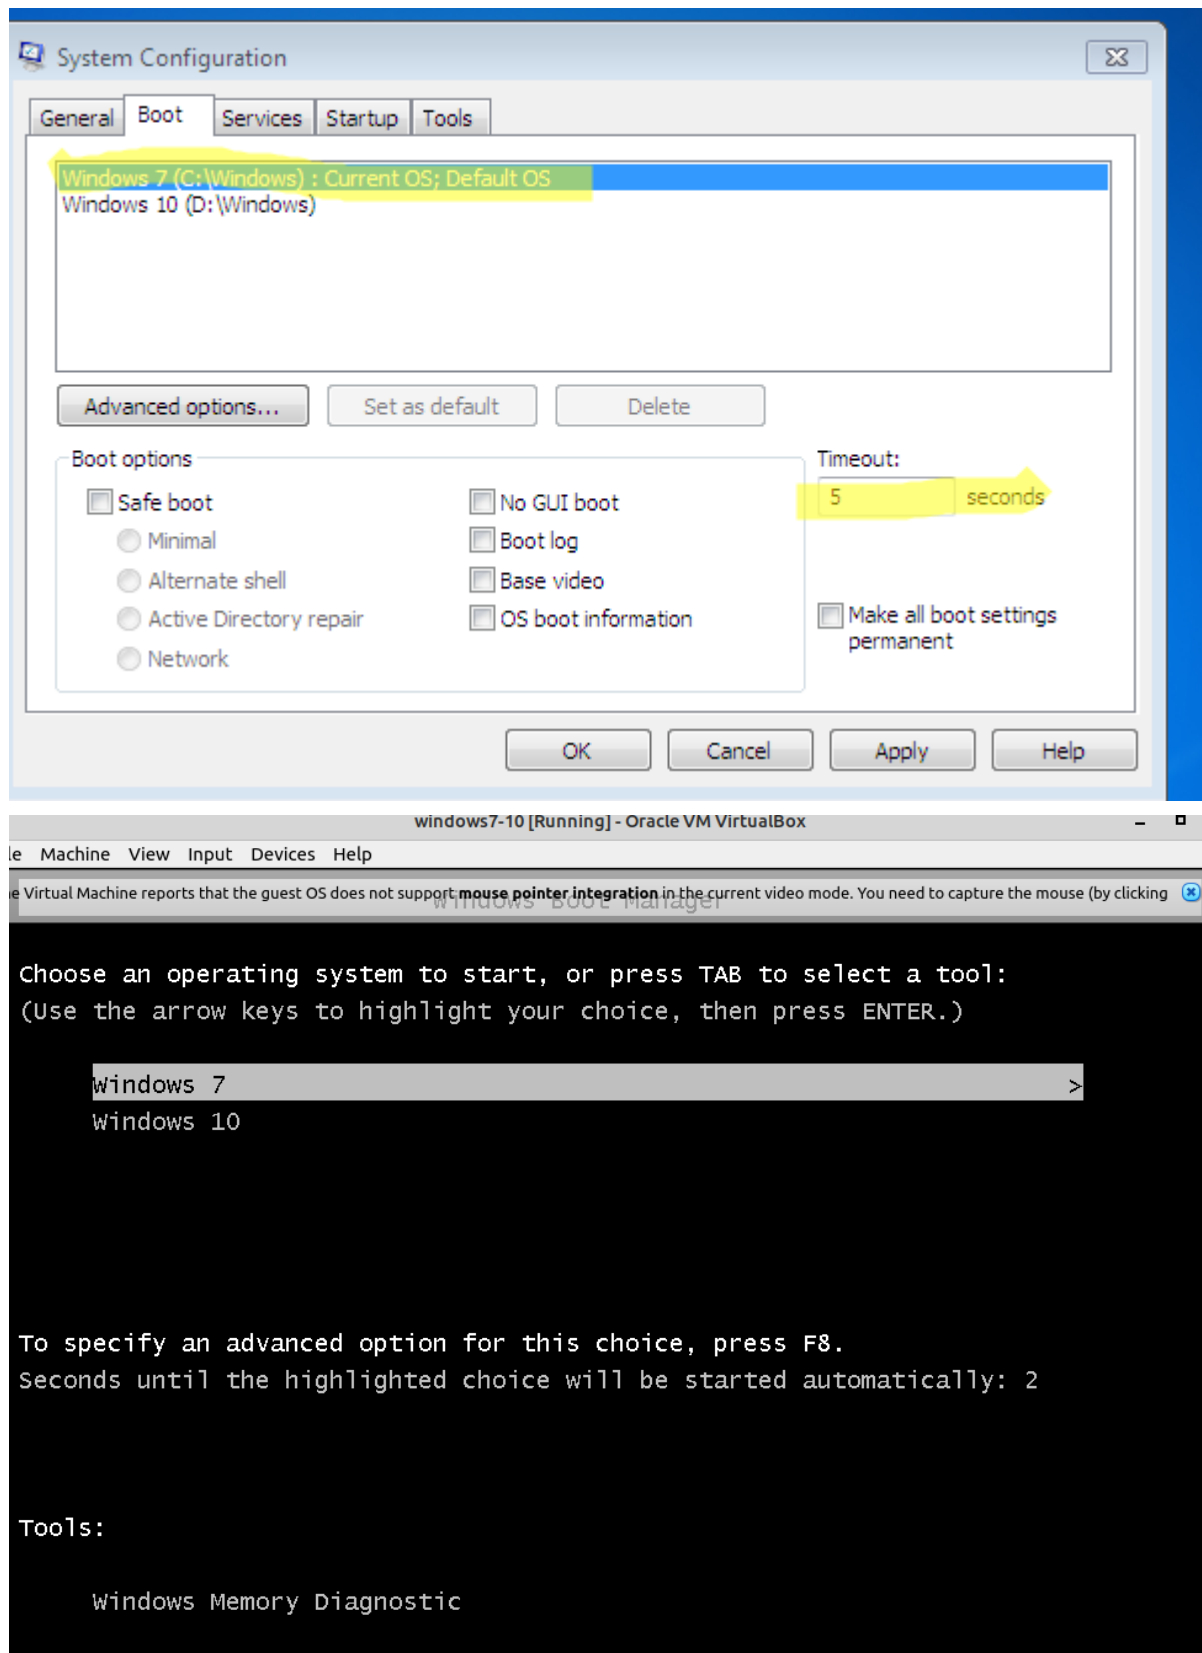 System Configuration
General Boot Services Startup Tools
Windows 7 (C:\Windows) : Current OS; Default OS
Windows 10 (D:\Windows)
Advanced options... Set as default Delete
Boot options
Timeout:
Safe boot
No GUI boot
5 seconds
Minimal
Boot log
Alternate shell
Base video
Active Directory repair
OS boot information
Make all boot settings
permanent
Network
OK Cancel Apply Help
windows7-10 [Running] - Oracle VM VirtualBox
le Machine View Input Devices Help
e Virtual Machine reports that the guest OS does not support mouse pointer integration in the current video mode. You need to capture the mouse (by clicking
Windows Boot Manager
Choose an operating system to start, or press TAB to select a tool:
(Use the arrow keys to highlight your choice, then press ENTER.)
Windows 7 >
Windows 10
To specify an advanced option for this choice, press F8.
Seconds until the highlighted choice will be started automatically: 2
Tools:
Windows Memory Diagnostic